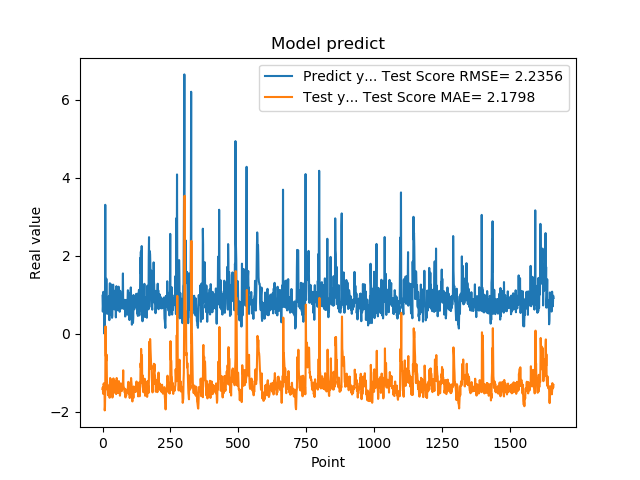 Model predict
Predict y... Test Score RMSE= 2.2356
Test y... Test Score MAE= 2.1798
Real value
6
4
2
0
−2
0 250 500 750 1000 1250 1500
Point